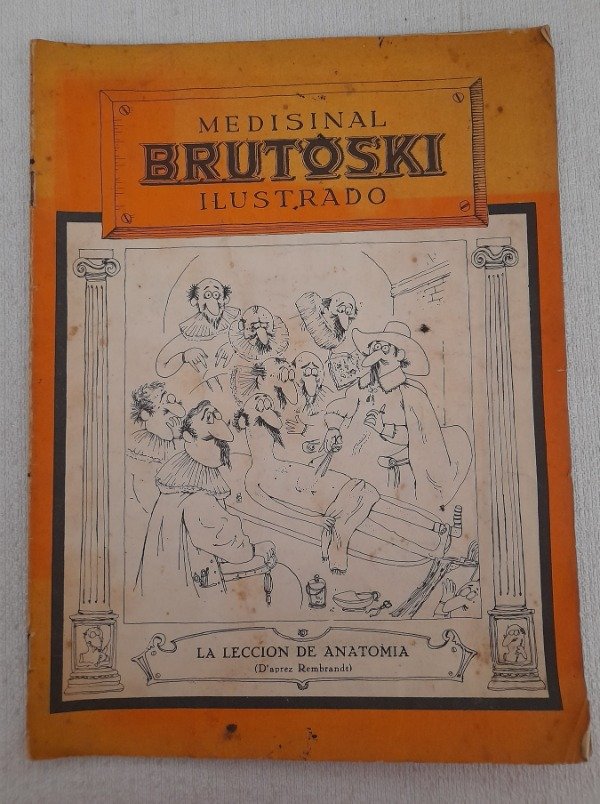 MEDISINAL
BRUTOSKI
ILUSTRADO
LA LECCION DE ANATOMIA
(D'aprez Rembrandt)